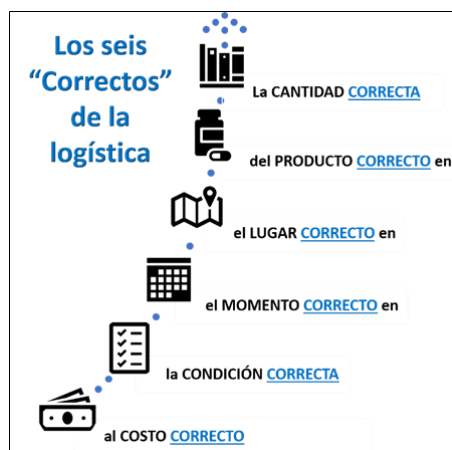 Los seis
“Correctos”
de la
logística
La CANTIDAD CORRECTA
del PRODUCTO CORRECTO en
el LUGAR CORRECTO en
el MOMENTO CORRECTO en
la CONDICIÓN CORRECTA
al COSTO CORRECTO